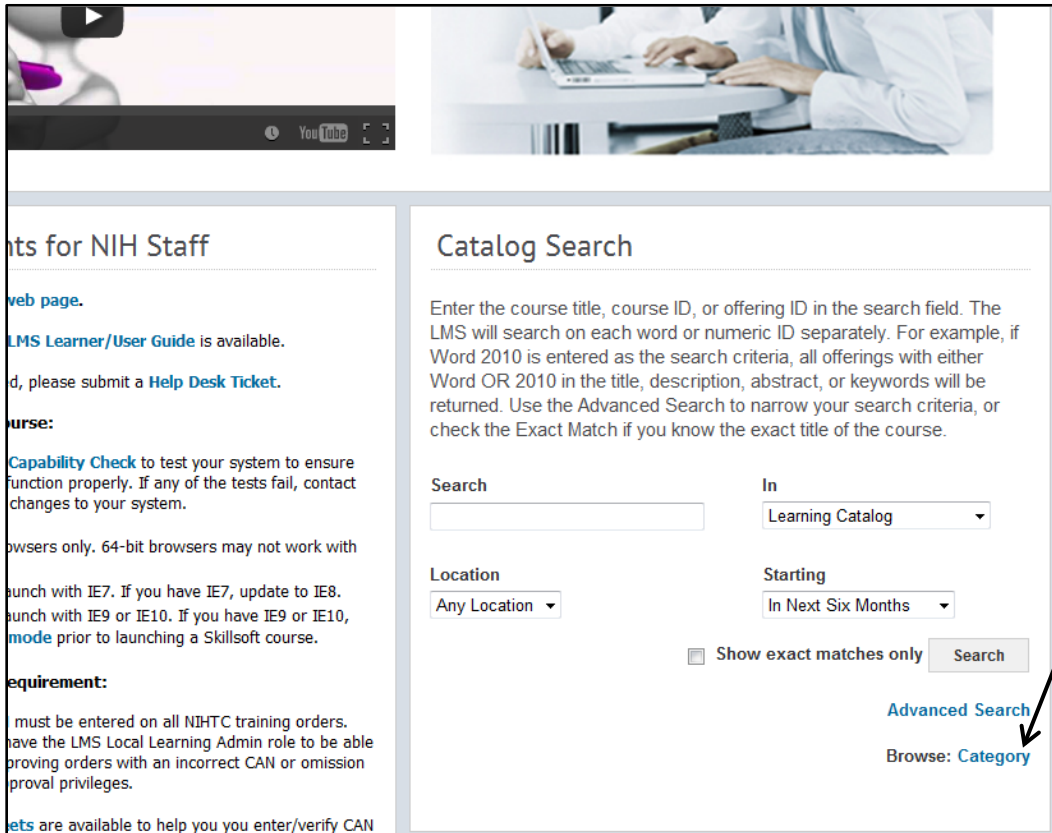 YouTube
nts for NIH Staff
web page.
LMS Learner/User Guide is available.
d, please submit a Help Desk Ticket.
ourse:
Capability Check to test your system to ensure
function properly. If any of the tests fail, contact
changes to your system.
owsers only. 64-bit browsers may not work with
aunch with IE7. If you have IE7, update to IE8.
aunch with IE9 or IE10. If you have IE9 or IE10,
mode prior to launching a Skillsoft course.
equirement:
must be entered on all NIHTC training orders.
have the LMS Local Learning Admin role to be able
proving orders with an incorrect CAN or omission
proval privileges.
ets are available to help you you enter/verify CAN
Catalog Search
Enter the course title, course ID, or offering ID in the search field. The
LMS will search on each word or numeric ID separately. For example, if
Word 2010 is entered as the search criteria, all offerings with either
Word OR 2010 in the title, description, abstract, or keywords will be
returned. Use the Advanced Search to narrow your search criteria, or
check the Exact Match if you know the exact title of the course.
Search In
Learning Catalog
Location Starting
Any Location In Next Six Months
Show exact matches only Search
Advanced Search
Browse: Category